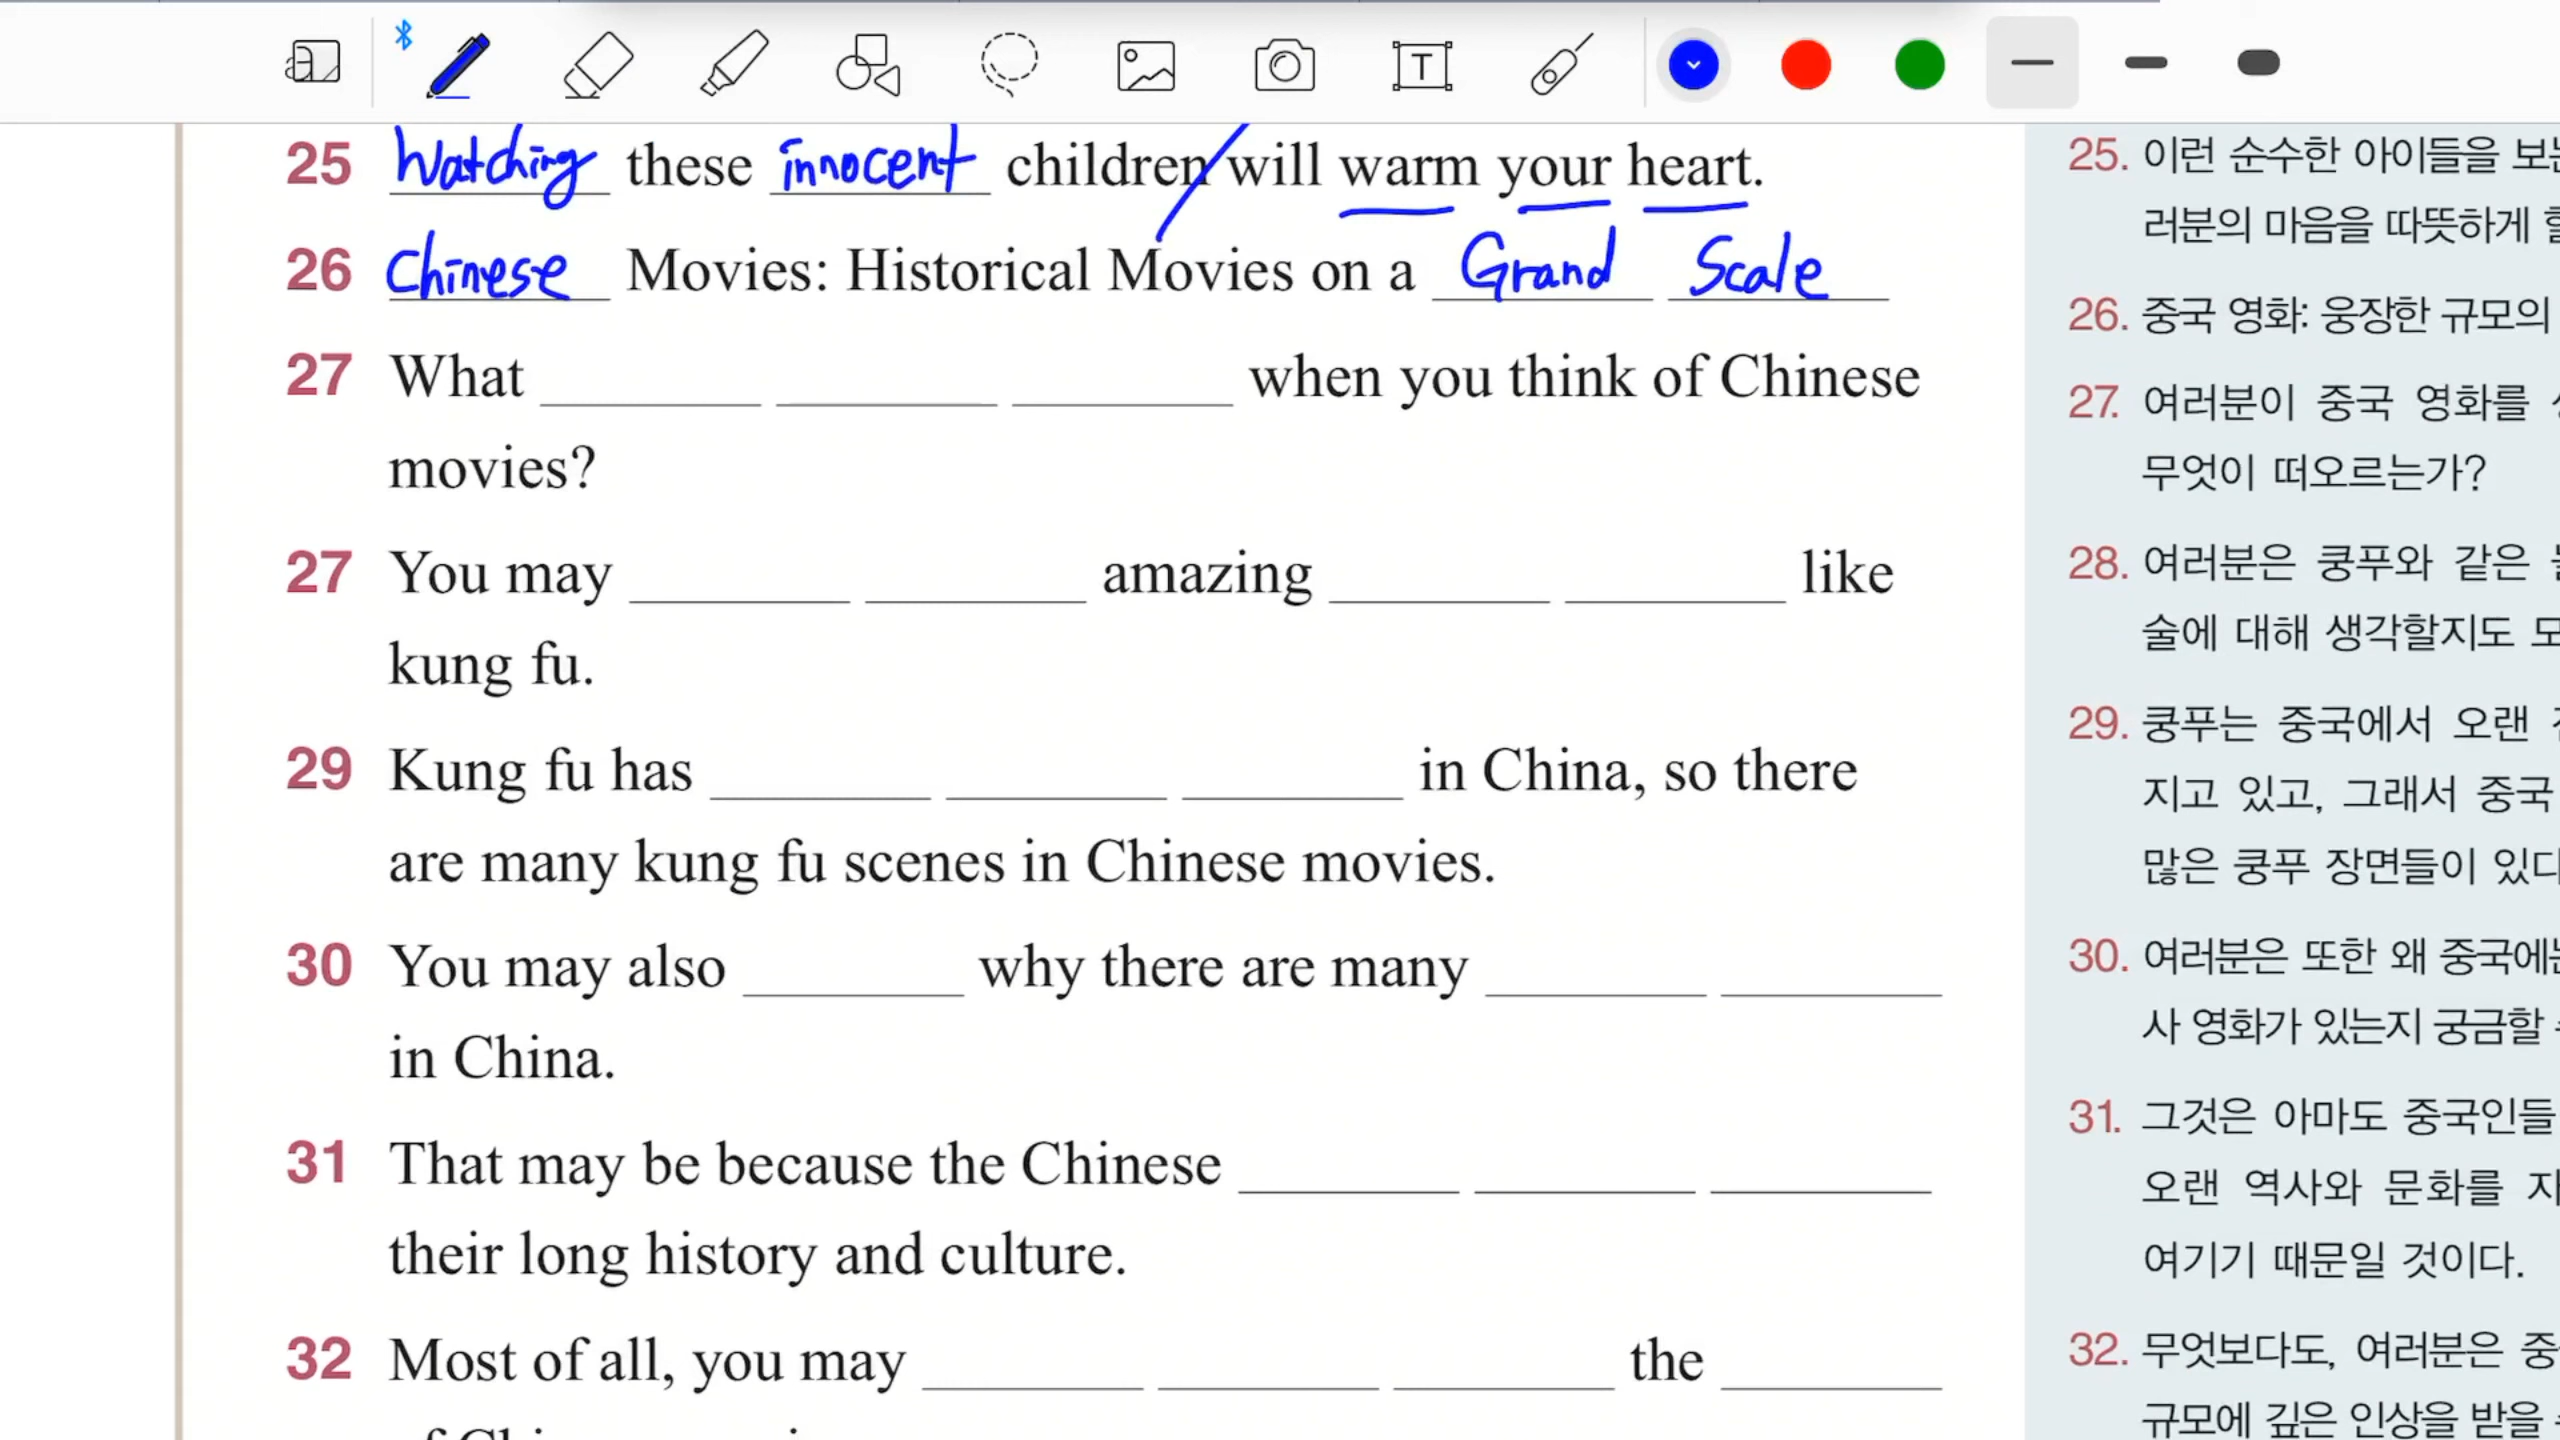 25 Watching these innocent children will warm your heart.
26 Chinese Movies: Historical Movies on a Grand Scale
27 What when you think of Chinese
movies?
27 You may amazing like
kung fu.
29 Kung fu has in China, so there
are many kung fu scenes in Chinese movies.
30 You may also why there are many
in China.
31 That may be because the Chinese
their long history and culture.
32 Most of all, you may the
25. 이런 순수한 아이들을
러분의 마음을 따뜻하게
26. 중국 영화: 웅장한 규모의
27. 여러분이 중국 영화를
무엇이 떠오르는가?
28. 여러분은 쿵푸와 같은
술에 대해 생각할지도
29. 쿵푸는 중국에서 오랜
지고 있고, 그래서 중국
많은 쿵푸 장면들이 있다
30. 여러분은 또한 왜 중국에는
사 영화가 있는지 궁금할
31. 그것은 아마도 중국인들
오랜 역사와 문화를
여기기 때문일 것이다.
32. 무엇보다도, 여러분은
규모에 깊은 인상을 받을